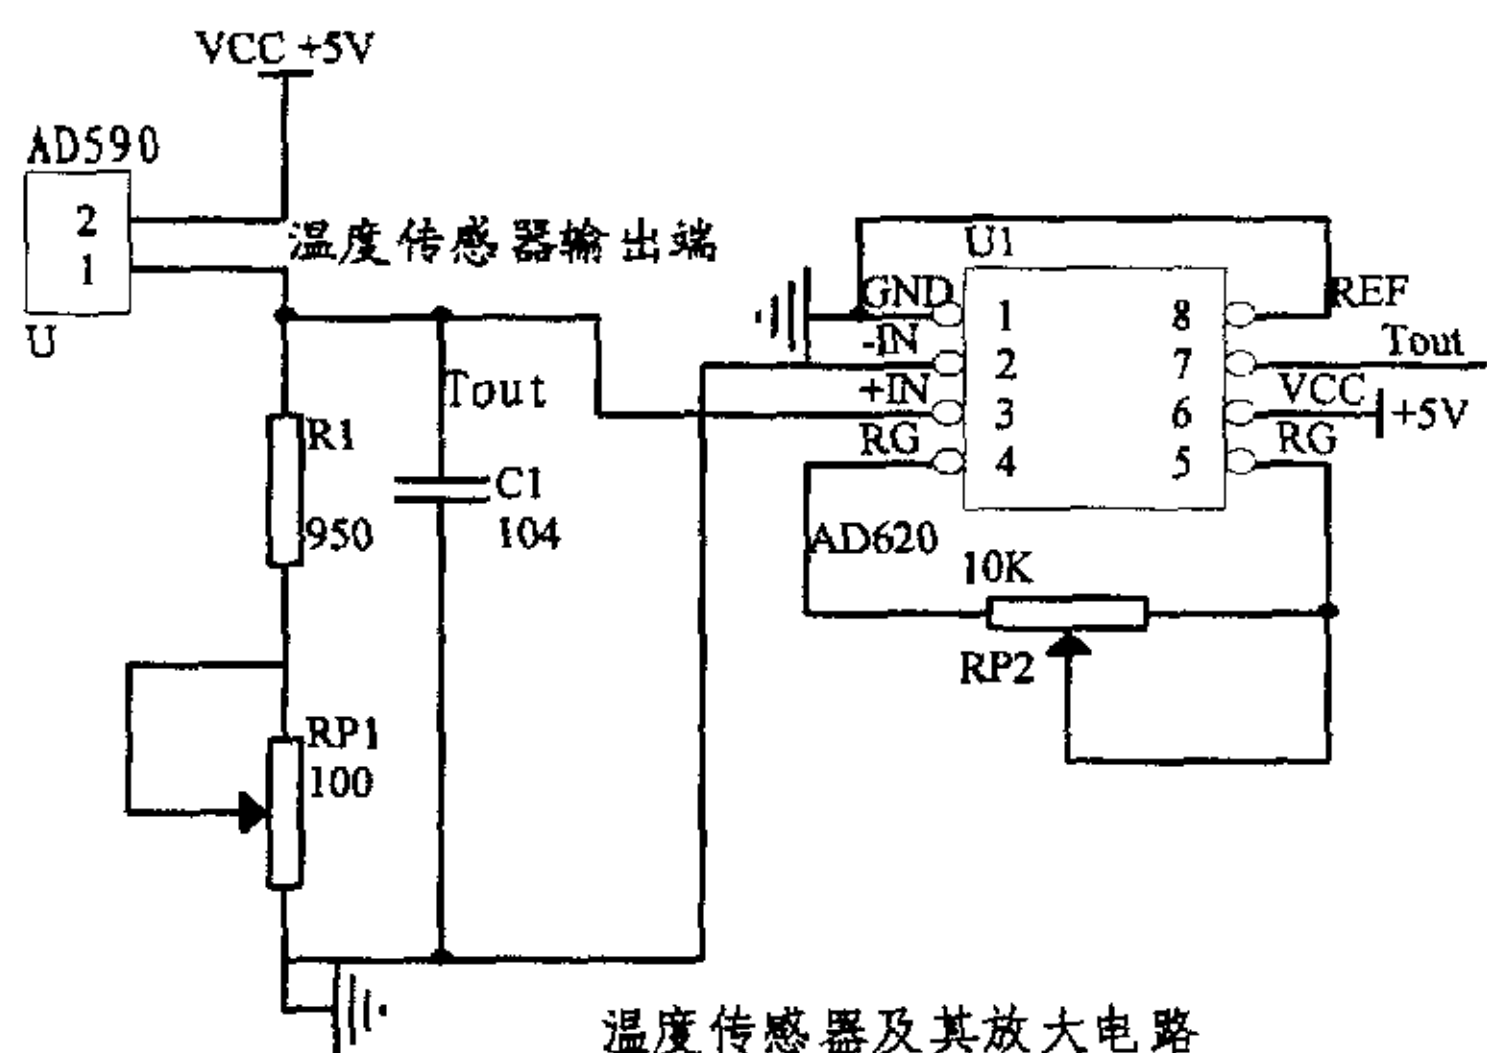 VCC +5V
AD590
2
1
U
温度传感器输出端
Tout
R1
950
C1
104
RP1
100
U1
GND
-IN
+IN
RG
1
2
3
4
8
7
6
5
REF
Tout
VCC
+5V
RG
AD620
10K
RP2
温度传感器及其放大电路